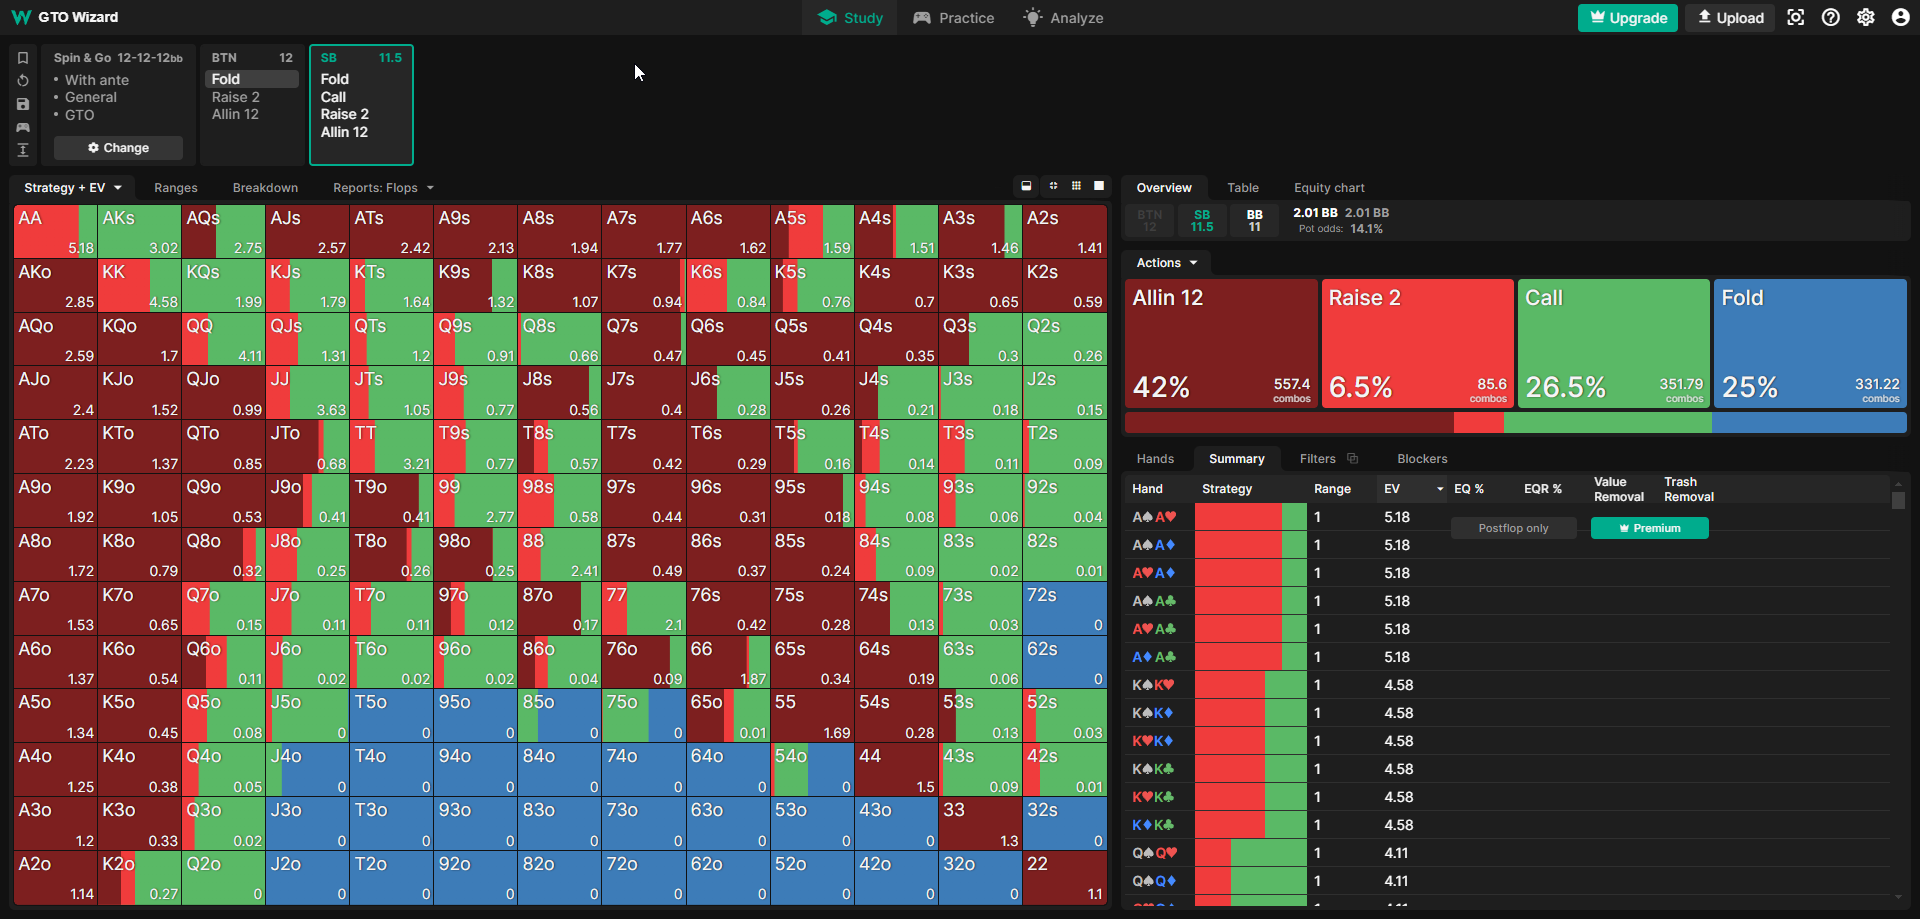 GTO Wizard
Study
Practice
Analyze
Upgrade
Upload
Spin & Go 12-12-12bb
• With ante
• General
• GTO
Change
BTN 12
Fold
Raise 2
Allin 12
SB 11.5
Fold
Call
Raise 2
Allin 12
Strategy + EV
Ranges
Breakdown
Reports: Flops
AA 5.18 AKs 3.02 AQs 2.75 AJs 2.57 ATs 2.42 A9s 2.13 A8s 1.94 A7s 1.77 A6s 1.62 A5s 1.59 A4s 1.51 A3s 1.46 A2s 1.41
AKo 2.85 KK 4.58 KQs 1.99 KJs 1.79 KTs 1.64 K9s 1.32 K8s 1.07 K7s 0.94 K6s 0.84 K5s 0.76 K4s 0.7 K3s 0.65 K2s 0.59
AQo 2.59 KQo 1.7 QQ 4.11 QJs 1.31 QTs 1.2 Q9s 0.91 Q8s 0.66 Q7s 0.47 Q6s 0.45 Q5s 0.41 Q4s 0.35 Q3s 0.3 Q2s 0.26
AJo 2.4 KJo 1.52 QJo 0.99 JJ 3.63 JTs 1.05 J9s 0.77 J8s 0.56 J7s 0.4 J6s 0.28 J5s 0.26 J4s 0.21 J3s 0.18 J2s 0.15
ATo 2.23 KTo 1.37 QTo 0.85 JTo 0.68 TT 3.21 T9s 0.77 T8s 0.57 T7s 0.42 T6s 0.29 T5s 0.16 T4s 0.14 T3s 0.11 T2s 0.09
A9o 1.92 K9o 1.05 Q9o 0.53 J9o 0.41 T9o 0.41 99 2.77 98s 0.58 97s 0.44 96s 0.31 95s 0.18 94s 0.08 93s 0.06 92s 0.04
A8o 1.72 K8o 0.79 Q8o 0.32 J8o 0.25 T8o 0.26 98o 0.25 88 2.41 87s 0.49 86s 0.37 85s 0.24 84s 0.09 83s 0.02 82s 0.01
A7o 1.53 K7o 0.65 Q7o 0.15 J7o 0.11 T7o 0.11 97o 0.12 87o 0.17 77 2.1 76s 0.42 75s 0.28 74s 0.13 73s 0.03 72s 0
A6o 1.37 K6o 0.54 Q6o 0.11 J6o 0.02 T6o 0.02 96o 0.02 86o 0.04 76o 0.09 66 1.87 65s 0.34 64s 0.19 63s 0.06 62s 0
A5o 1.34 K5o 0.45 Q5o 0.08 J5o 0 T5o 0 95o 0 85o 0 75o 0 65o 0.01 55 1.69 54s 0.28 53s 0.13 52s 0.03
A4o 1.25 K4o 0.38 Q4o 0.05 J4o 0 T4o 0 94o 0 84o 0 74o 0 64o 0 54o 0 44 1.5 43s 0.09 42s 0.01
A3o 1.2 K3o 0.33 Q3o 0.02 J3o 0 T3o 0 93o 0 83o 0 73o 0 63o 0 53o 0 43o 0 33 1.3 32s 0
A2o 1.14 K2o 0.27 Q2o 0 J2o 0 T2o 0 92o 0 82o 0 72o 0 62o 0 52o 0 42o 0 32o 0 22 1.1
Overview
Table
Equity chart
BTN 12
SB 11.5
BB 11
2.01 BB 2.01 BB
Pot odds: 14.1%
Actions
Allin 12
42% 557.4 combos
Raise 2
6.5% 85.6 combos
Call
26.5% 351.79 combos
Fold
25% 331.22 combos
Hands
Summary
Filters
Blockers
Hand Strategy Range EV EQ % EQR % Value Removal Trash Removal
Postflop only
Premium
A♠A♥ 1 5.18
A♠A♦ 1 5.18
A♥A♦ 1 5.18
A♠A♣ 1 5.18
A♥A♣ 1 5.18
A♦A♣ 1 5.18
K♠K♥ 1 4.58
K♠K♦ 1 4.58
K♥K♦ 1 4.58
K♠K♣ 1 4.58
K♥K♣ 1 4.58
K♦K♣ 1 4.58
Q♠Q♥ 1 4.11
Q♠Q♦ 1 4.11